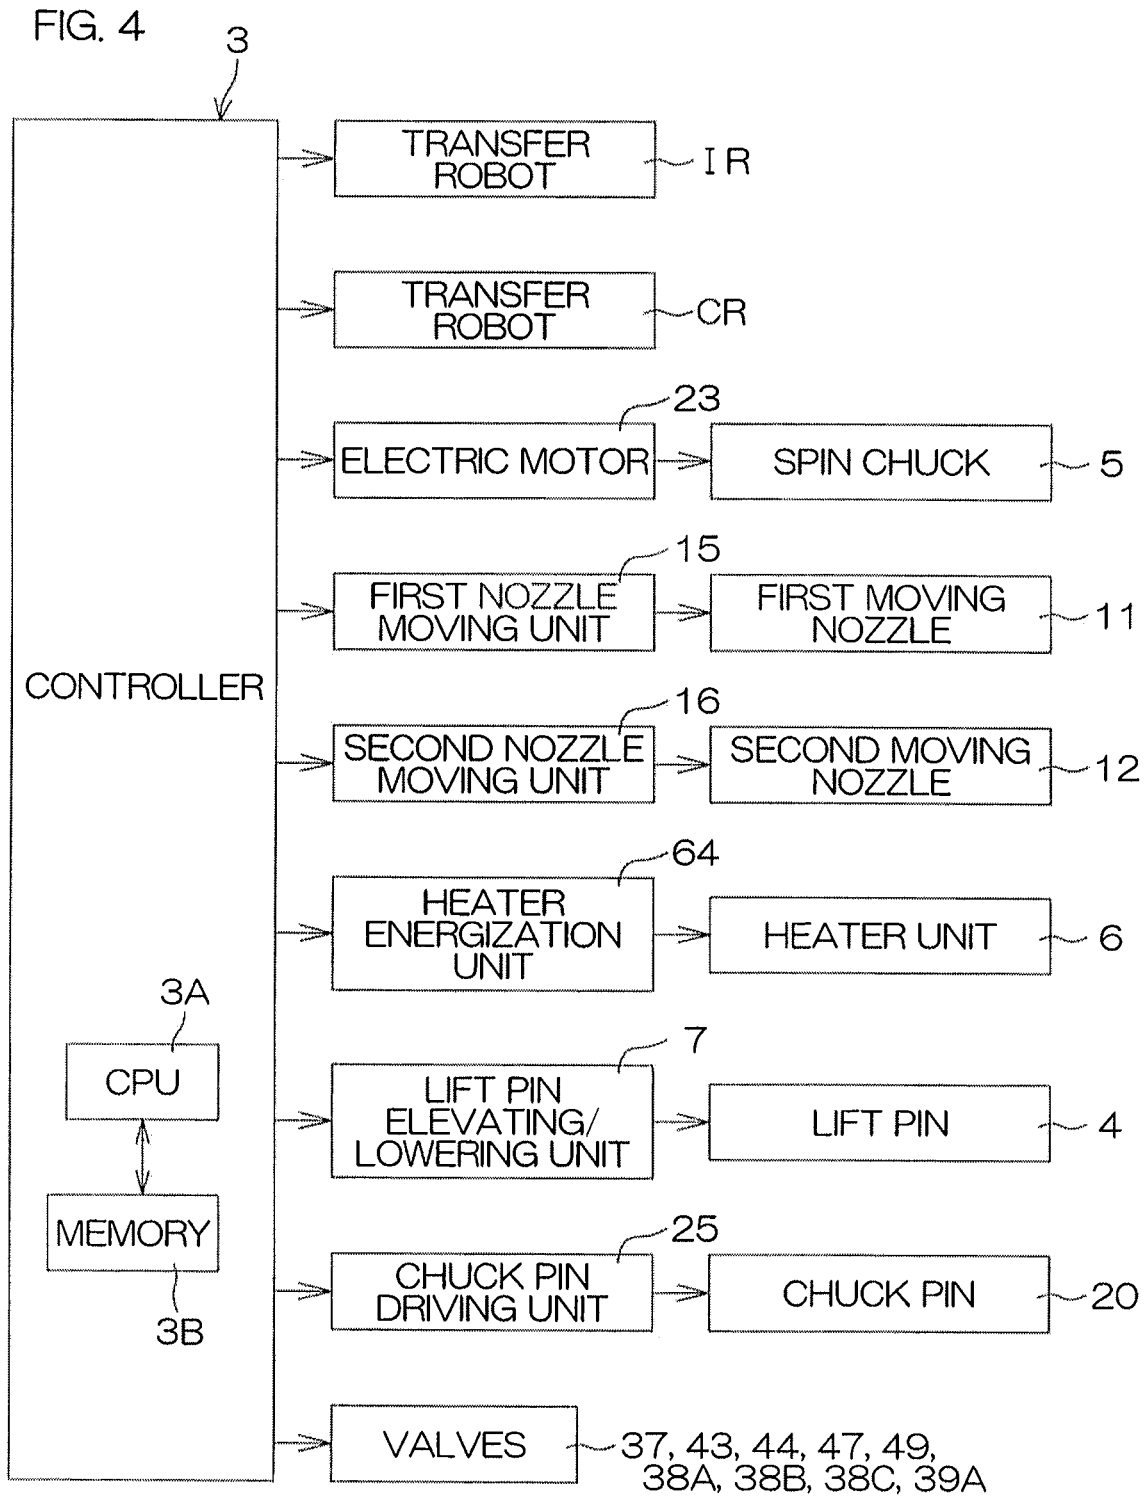 FIG. 4
3
TRANSFER
ROBOT
IR
TRANSFER
ROBOT
CR
23
ELECTRIC MOTOR
SPIN CHUCK
5
15
FIRST NOZZLE
MOVING UNIT
FIRST MOVING
NOZZLE
11
CONTROLLER
16
SECOND NOZZLE
MOVING UNIT
SECOND MOVING
NOZZLE
12
64
HEATER
ENERGIZATION
UNIT
HEATER UNIT
6
3A
CPU
7
LIFT PIN
ELEVATING/
LOWERING UNIT
LIFT PIN
4
MEMORY
3B
25
CHUCK PIN
DRIVING UNIT
CHUCK PIN
20
VALVES
37, 43, 44, 47, 49,
38A, 38B, 38C, 39A